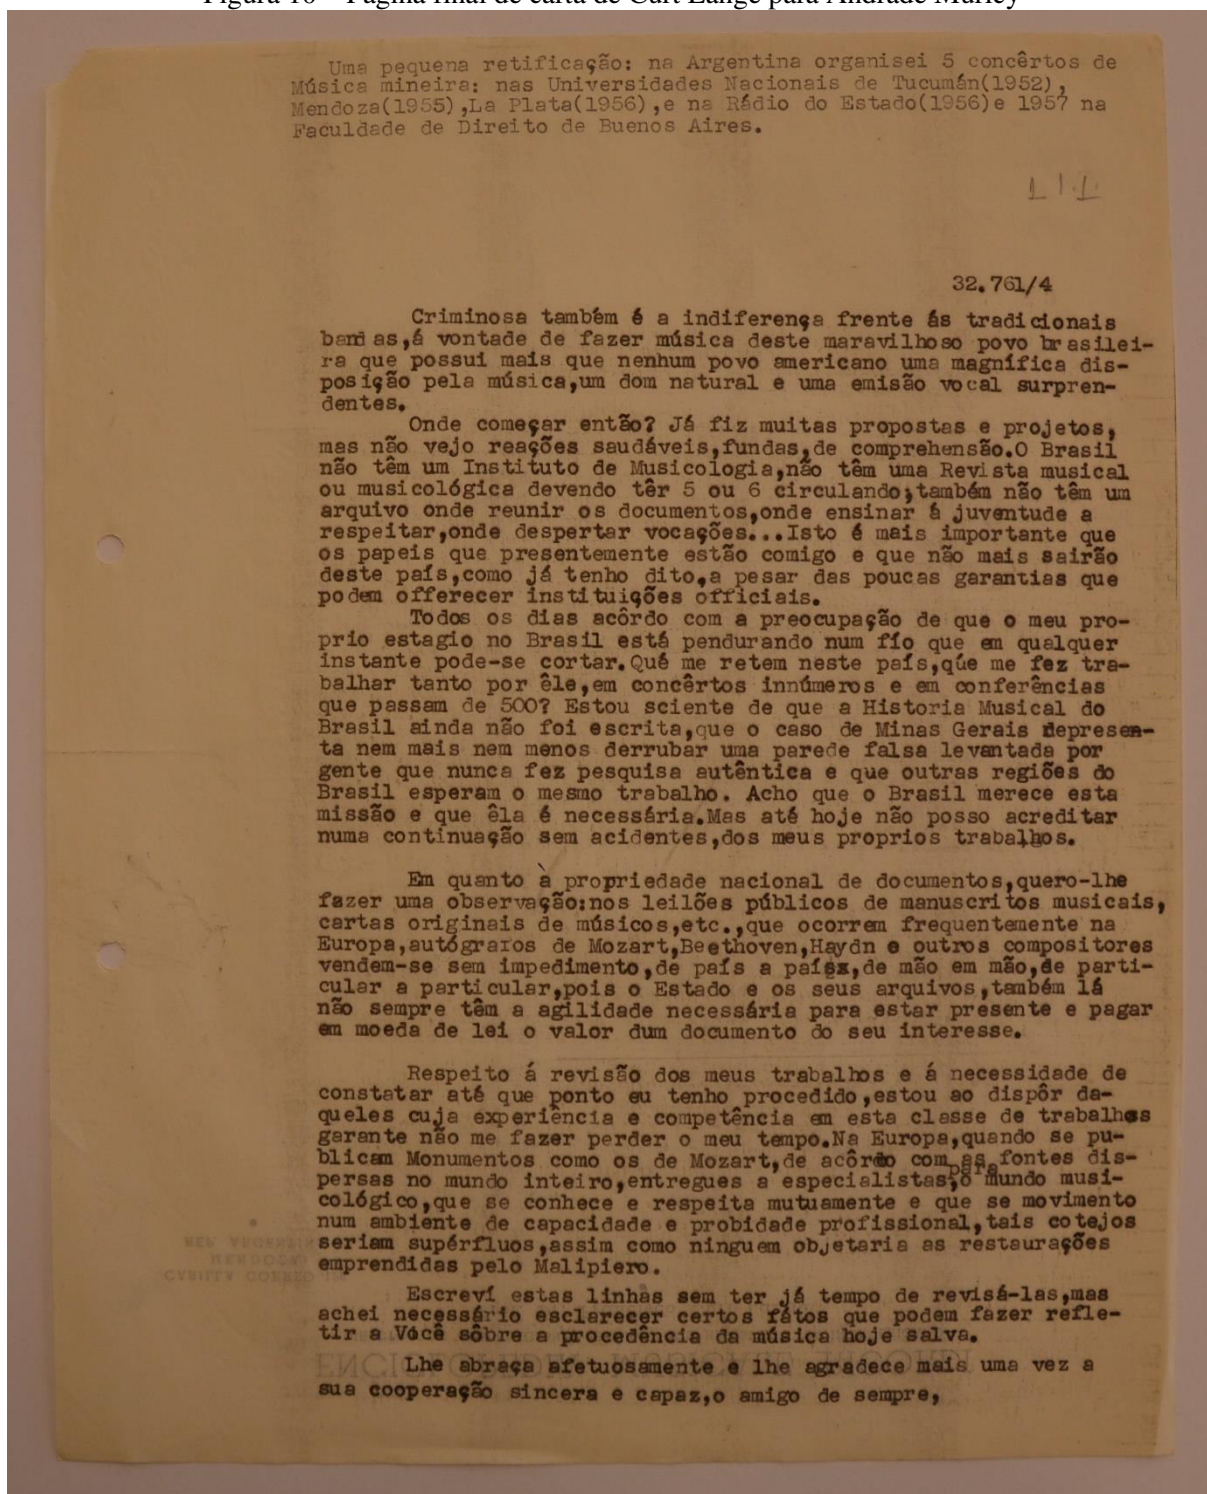 Figura 10 – Página final de carta de Curt Lange para Andrade Muricy
Uma pequena retificação: na Argentina organisei 5 concêrtos de
Música mineira: nas Universidades Nacionais de Tucumán(1952),
Mendoza(1955),La Plata(1956),e na Rádio do Estado(1956)e 1957 na
Faculdade de Direito de Buenos Aires.
32.761/4
Criminosa também é a indiferença frente ás tradicionais
bandas,á vontade de fazer música deste maravilhoso povo brasilei-
ra que possui mais que nenhum povo americano uma magnífica dis-
posição pela música,um dom natural e uma emisão vocal surpren-
dentes.
Onde começar então? Já fiz muitas propostas e projetos,
mas não vejo reações saudáveis,fundas,de comprehensão.O Brasil
não têm um Instituto de Musicologia,não têm uma Revista musical
ou musicológica devendo têr 5 ou 6 circulando;também não têm um
arquivo onde reunir os documentos,onde ensinar á juventude a
respeitar,onde despertar vocações...Isto é mais importante que
os papeis que presentemente estão comigo e que não mais sairão
deste país,como já tenho dito,a pesar das poucas garantias que
podem offerecer instituições officiais.
Todos os dias acôrdo com a preocupação de que o meu pro-
prio estagio no Brasil está pendurando num fío que em qualquer
instante pode-se cortar.Qué me retem neste país,qúe me fez tra-
balhar tanto por êle,em concêrtos innúmeros e em conferências
que passam de 500? Estou sciente de que a Historia Musical do
Brasil ainda não foi escrita,que o caso de Minas Gerais represen-
ta nem mais nem menos derrubar uma parede falsa levantada por
gente que nunca fez pesquisa autêntica e que outras regiões do
Brasil esperam o mesmo trabalho. Acho que o Brasil merece esta
missão e que êla é necessária.Mas até hoje não posso acreditar
numa continuação sem acidentes,dos meus proprios trabalhos.
Em quanto à propriedade nacional de documentos,quero-lhe
fazer uma observação:nos leilões públicos de manuscritos musicais,
cartas originais de músicos,etc.,que ocorrem frequentemente na
Europa,autógrafos de Mozart,Beethoven,Haydn e outros compositores
vendem-se sem impedimento,de país a país,de mão em mão,de parti-
cular a particular,pois o Estado e os seus arquivos,também lá
não sempre têm a agilidade necessária para estar presente e pagar
em moeda de lei o valor dum documento do seu interesse.
Respeito á revisão dos meus trabalhos e á necessidade de
constatar até que ponto eu tenho procedido,estou ao dispôr da-
queles cuja experiência e competência em esta classe de trabalhos
garante não me fazer perder o meu tempo.Na Europa,quando se pu-
blicam Monumentos como os de Mozart,de acôrdo com as fontes dis-
persas no mundo inteiro,entregues a especialistas,para o mundo musi-
cológico,que se conhece e respeita mutuamente e que se movimento
num ambiente de capacidade e probidade profissional,tais cotejos
seriam supérfluos,assim como ninguem objetaria as restaurações
emprendidas pelo Malipiero.
Escreví estas linhas sem ter já tempo de revisá-las,mas
achei necessário esclarecer certos fátos que podem fazer refle-
tir a Você sôbre a procedência da música hoje salva.
Lhe abraça afetuosamente e lhe agradece mais uma vez a
sua cooperação sincera e capaz,o amigo de sempre,